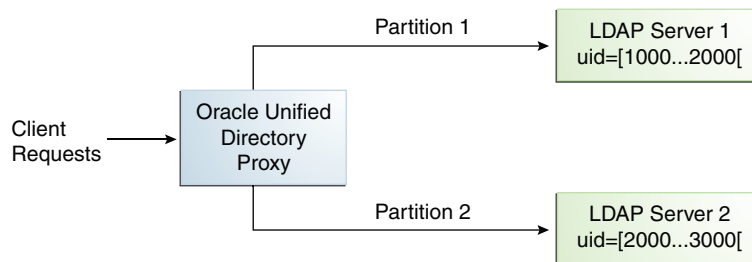 Client
Requests
Oracle Unified
Directory
Proxy
Partition 1
LDAP Server 1
uid=[1000...2000[
Partition 2
LDAP Server 2
uid=[2000...3000[